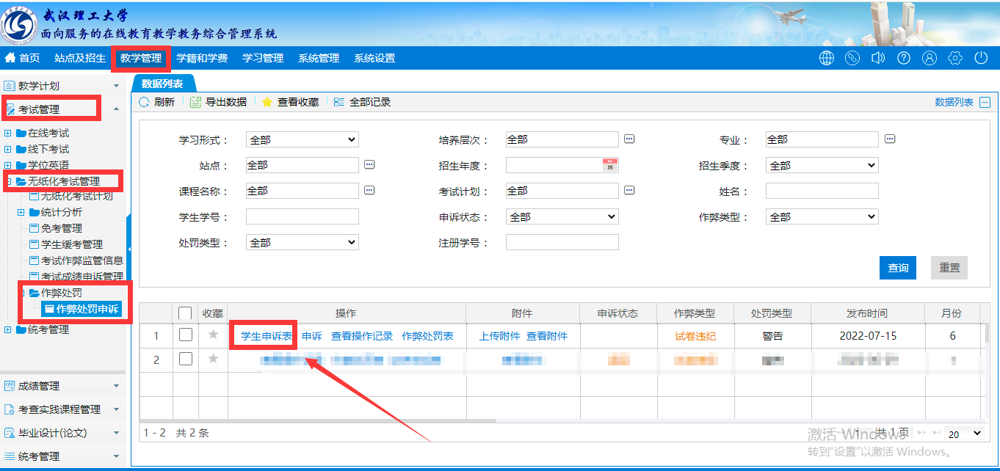 武汉理工大学
面向服务的在线教育教学教务综合管理系统
首页 站点及招生 教学管理 学籍和学费 学习管理 系统管理 系统设置
教学计划
考试管理
在线考试
线下考试
学位英语
无纸化考试管理
无纸化考试计划
统计分析
免考管理
学生缓考管理
考试作弊监管信息
考试成绩申诉管理
作弊处罚
作弊处罚申诉
统考管理
成绩管理
考查实践课程管理
毕业设计(论文)
统考管理
数据列表
刷新 导出数据 查看收藏 全部记录 数据列表
学习形式： 全部 培养层次： 全部 专业： 全部
站点： 全部 招生年度： 招生季度： 全部
课程名称： 全部 考试计划： 全部 姓名：
学生学号： 申诉状态： 全部 作弊类型： 全部
处罚类型： 全部 注册学号：
查询 重置
收藏 操作 附件 申诉状态 作弊类型 处罚类型 发布时间 月份
1 学生申诉表 申诉 查看操作记录 作弊处罚表 上传附件 查看附件 试卷违纪 警告 2022-07-15 6
2
1 - 2 共 2 条 1 共 1 页 20
激活 Windows
转到"设置"以激活 Windows。